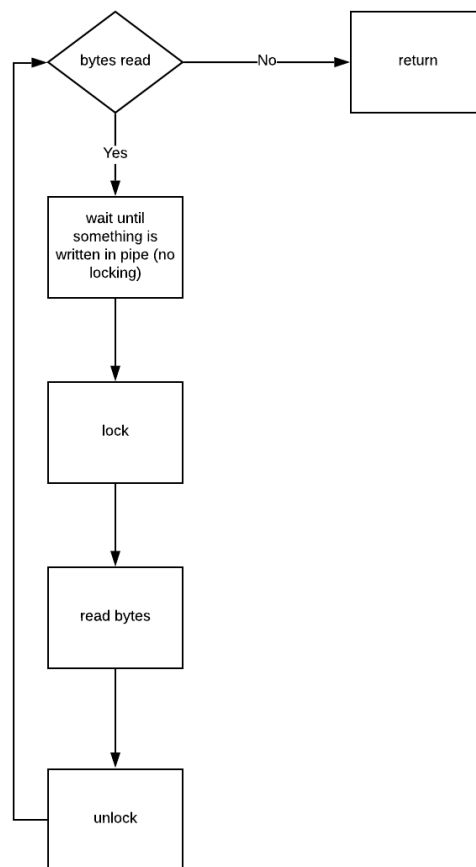 bytes read
No
return
Yes
wait until
something is
written in pipe (no
locking)
lock
read bytes
unlock